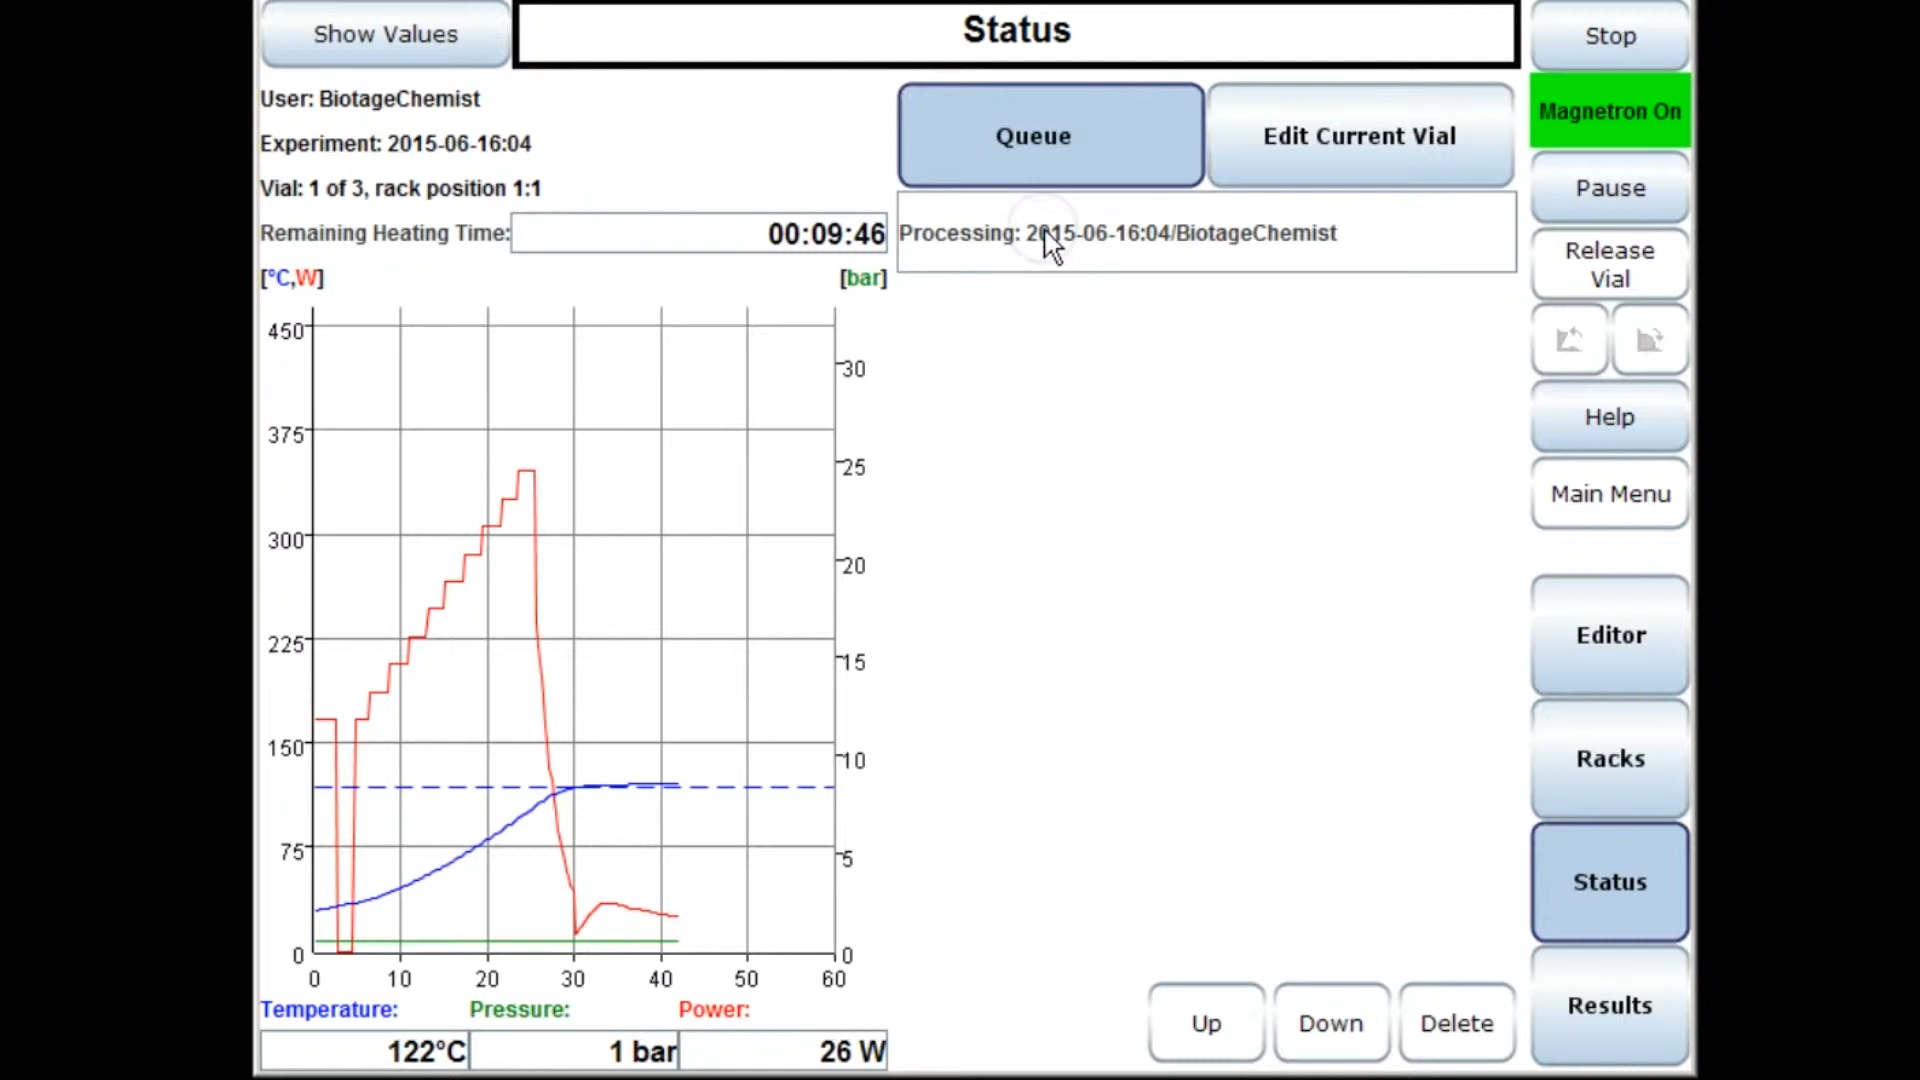 Show Values
Status
Stop
User: BiotageChemist
Queue
Edit Current Vial
Magnetron On
Experiment: 2015-06-16:04
Vial: 1 of 3, rack position 1:1
Pause
Remaining Heating Time: 00:09:46
Processing: 2015-06-16:04/BiotageChemist
Release
Vial
[°C,W]
[bar]
450
375
300
225
150
75
0
30
25
20
15
10
5
0
0 10 20 30 40 50 60
Help
Main Menu
Editor
Racks
Status
Results
Temperature: Pressure: Power:
122°C 1 bar 26 W
Up
Down
Delete